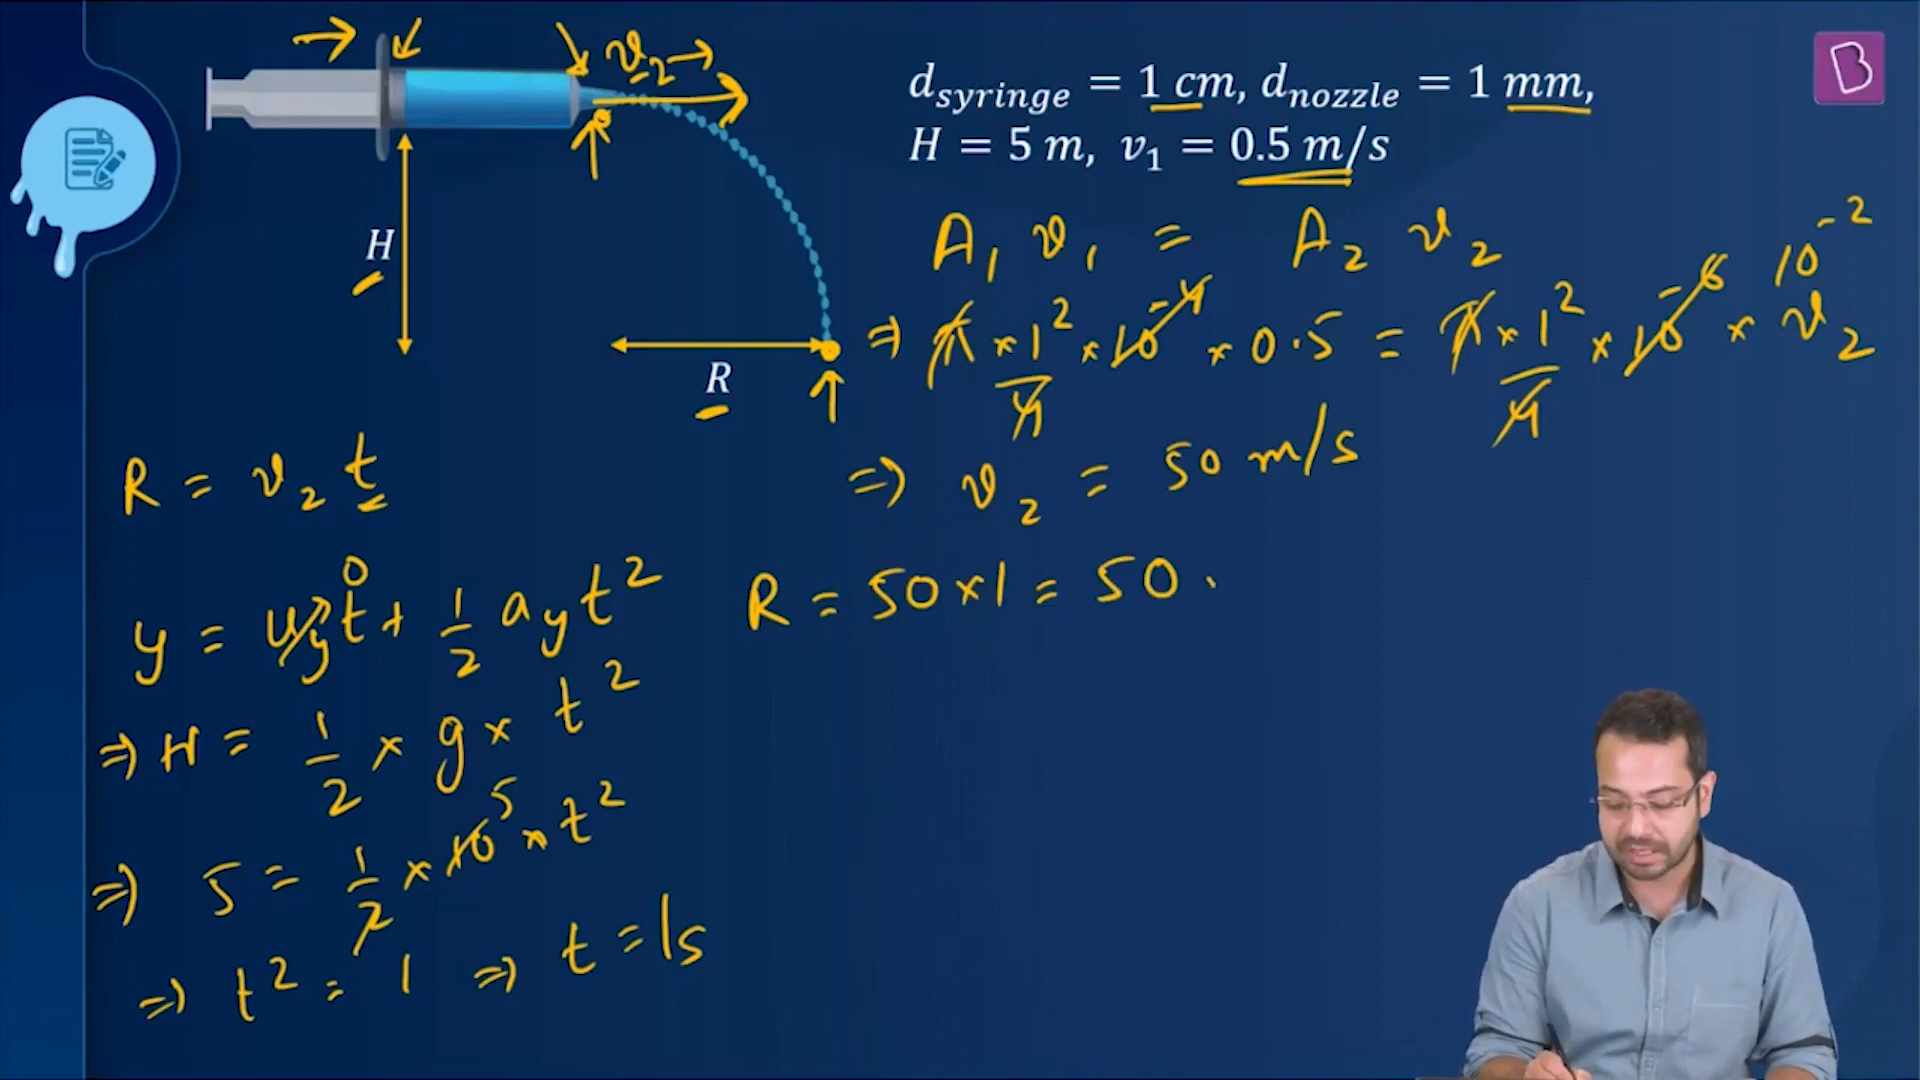 v₂ →
d_syringe = 1 cm, d_nozzle = 1 mm,
H = 5 m, v₁ = 0.5 m/s
H
R
A₁ v₁ = A₂ v₂
⇒ π × 1²/4 × 10⁻⁴ × 0.5 = π × 1²/4 × 10⁻⁶ × v₂
10⁻²
⇒ v₂ = 50 m/s
R = v₂ t
R = 50 × 1 = 50.
0
y = u_y t + 1/2 a_y t²
⇒ H = 1/2 × g × t²
5
⇒ 5 = 1/2 × 10 × t²
⇒ t² = 1 ⇒ t = 1s
B